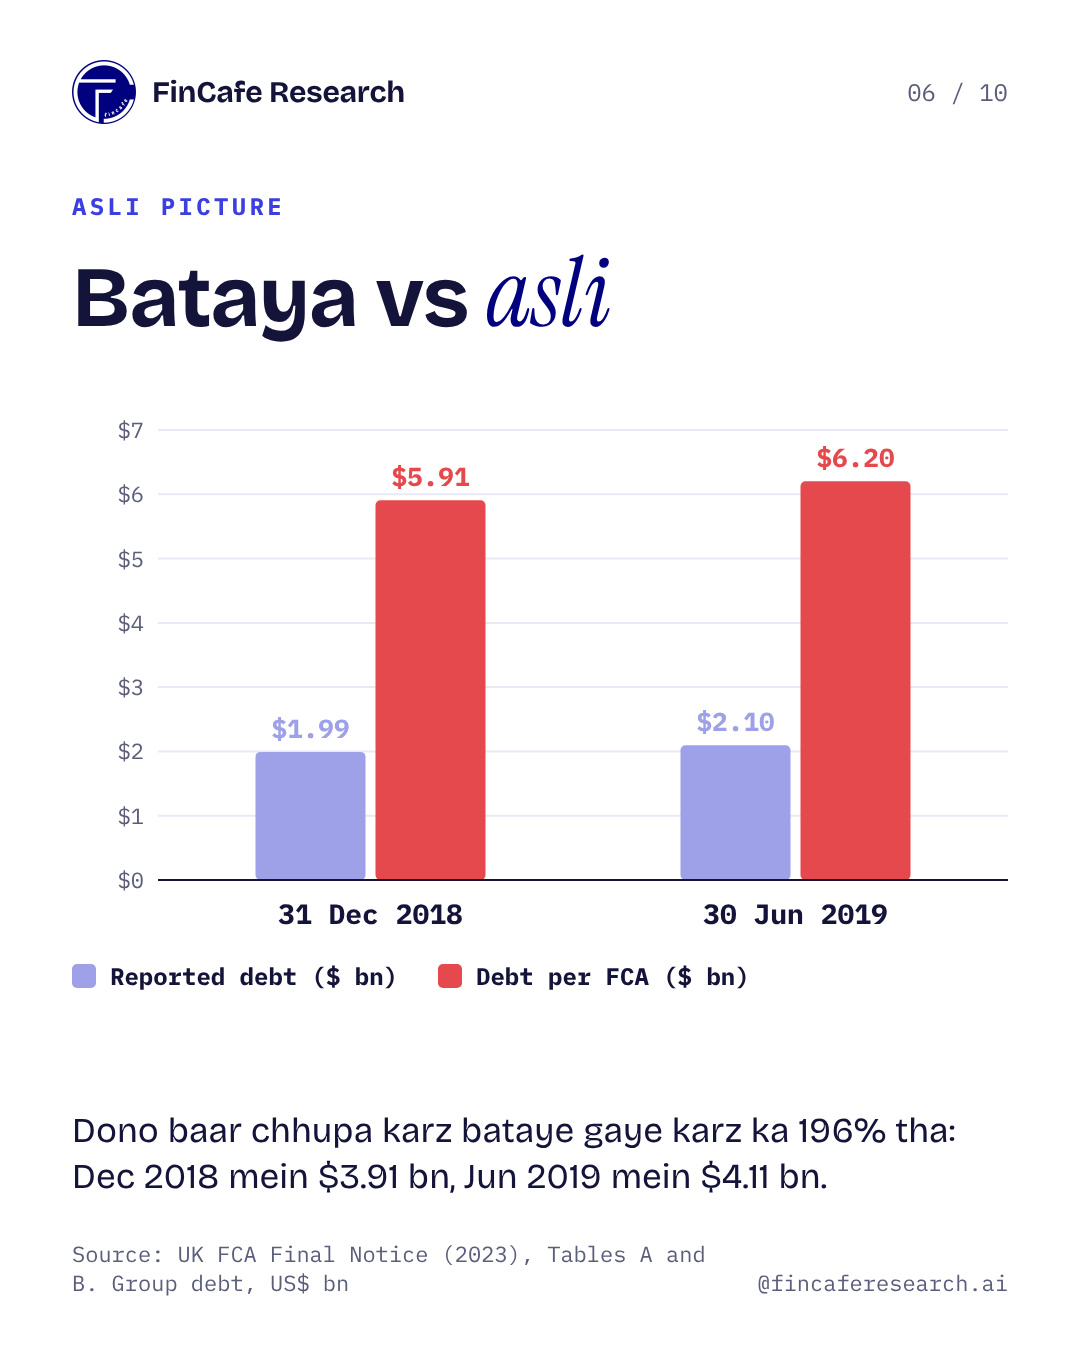 fincafe
FinCafe Research
06 / 10
ASLI PICTURE
Bataya vs asli
$7
$6
$5
$4
$3
$2
$1
$0
$1.99
$5.91
$2.10
$6.20
31 Dec 2018
30 Jun 2019
Reported debt ($ bn)
Debt per FCA ($ bn)
Dono baar chhupa karz bataye gaye karz ka 196% tha:
Dec 2018 mein $3.91 bn, Jun 2019 mein $4.11 bn.
Source: UK FCA Final Notice (2023), Tables A and
B. Group debt, US$ bn
@fincaferesearch.ai